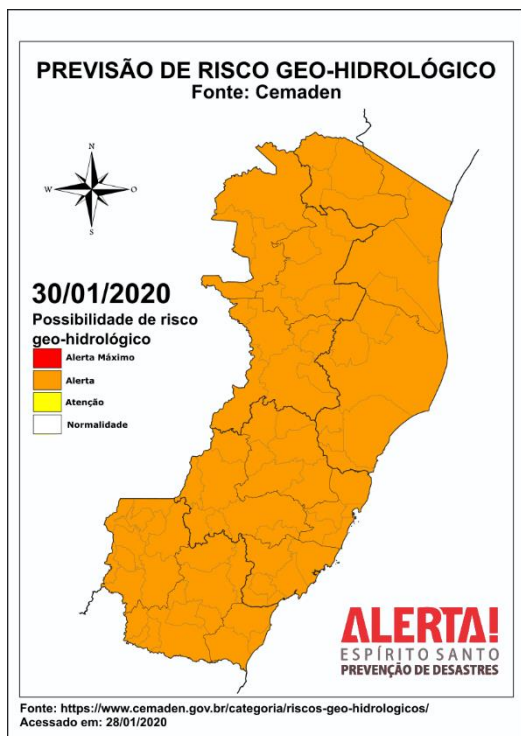 PREVISÃO DE RISCO GEO-HIDROLÓGICO
Fonte: Cemaden
N
W
O
S
30/01/2020
Possibilidade de risco
geo-hidrológico
Alerta Máximo
Alerta
Atenção
Normalidade
ALERTA!
ESPÍRITO SANTO
PREVENÇÃO DE DESASTRES
Fonte: https://www.cemaden.gov.br/categoria/riscos-geo-hidrologicos/
Acessado em: 28/01/2020